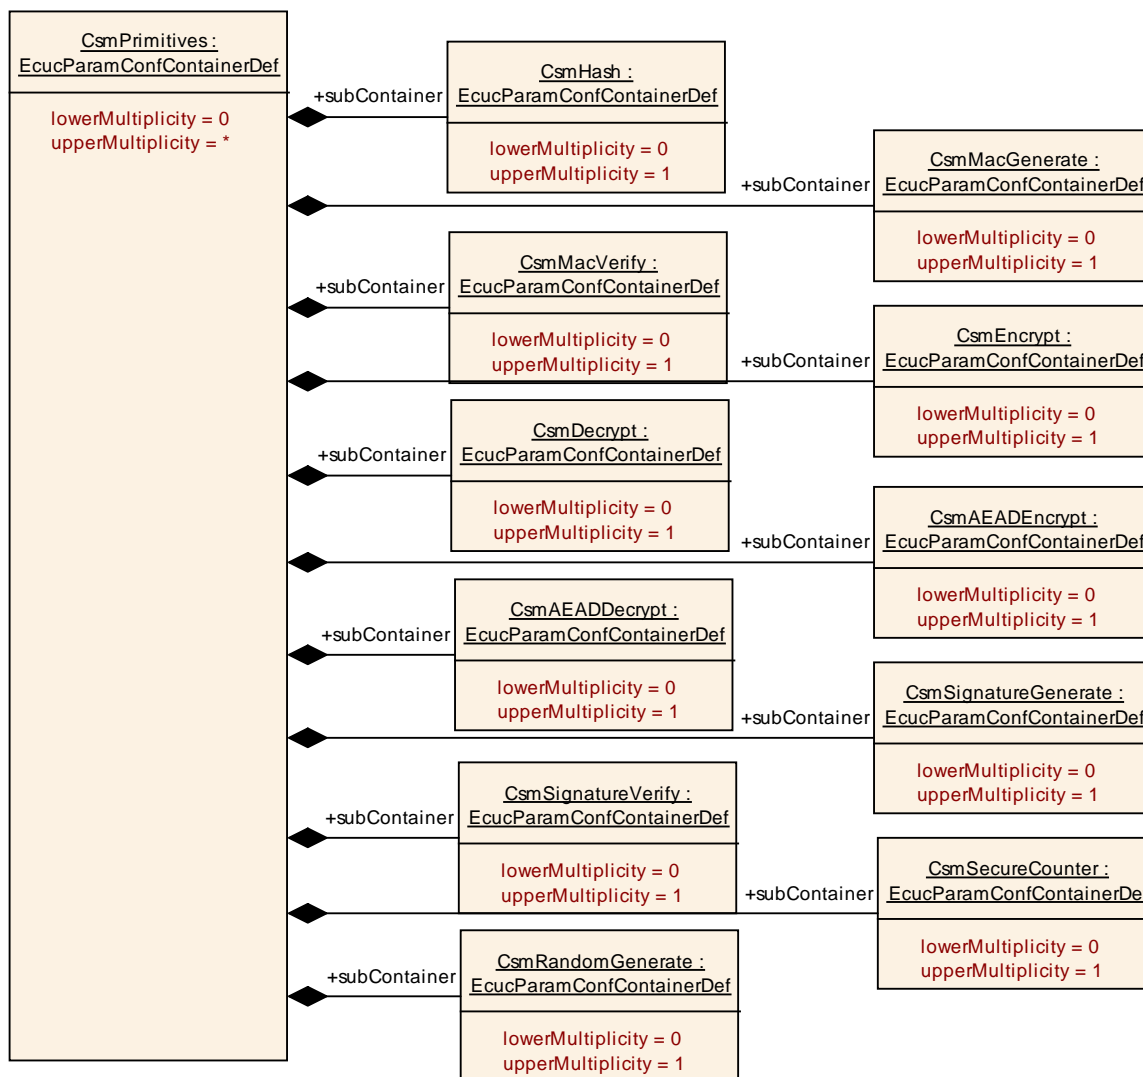 CsmPrimitives :
EcucParamConfContainerDef
lowerMultiplicity = 0
upperMultiplicity = *
+subContainer
CsmHash :
EcucParamConfContainerDef
lowerMultiplicity = 0
upperMultiplicity = 1
+subContainer
CsmMacGenerate :
EcucParamConfContainerDef
lowerMultiplicity = 0
upperMultiplicity = 1
+subContainer
CsmMacVerify :
EcucParamConfContainerDef
lowerMultiplicity = 0
upperMultiplicity = 1
+subContainer
CsmEncrypt :
EcucParamConfContainerDef
lowerMultiplicity = 0
upperMultiplicity = 1
+subContainer
CsmDecrypt :
EcucParamConfContainerDef
lowerMultiplicity = 0
upperMultiplicity = 1
+subContainer
CsmAEADEncrypt :
EcucParamConfContainerDef
lowerMultiplicity = 0
upperMultiplicity = 1
+subContainer
CsmAEADDecrypt :
EcucParamConfContainerDef
lowerMultiplicity = 0
upperMultiplicity = 1
+subContainer
CsmSignatureGenerate :
EcucParamConfContainerDef
lowerMultiplicity = 0
upperMultiplicity = 1
+subContainer
CsmSignatureVerify :
EcucParamConfContainerDef
lowerMultiplicity = 0
upperMultiplicity = 1
+subContainer
CsmSecureCounter :
EcucParamConfContainerDe
lowerMultiplicity = 0
upperMultiplicity = 1
+subContainer
CsmRandomGenerate :
EcucParamConfContainerDef
lowerMultiplicity = 0
upperMultiplicity = 1